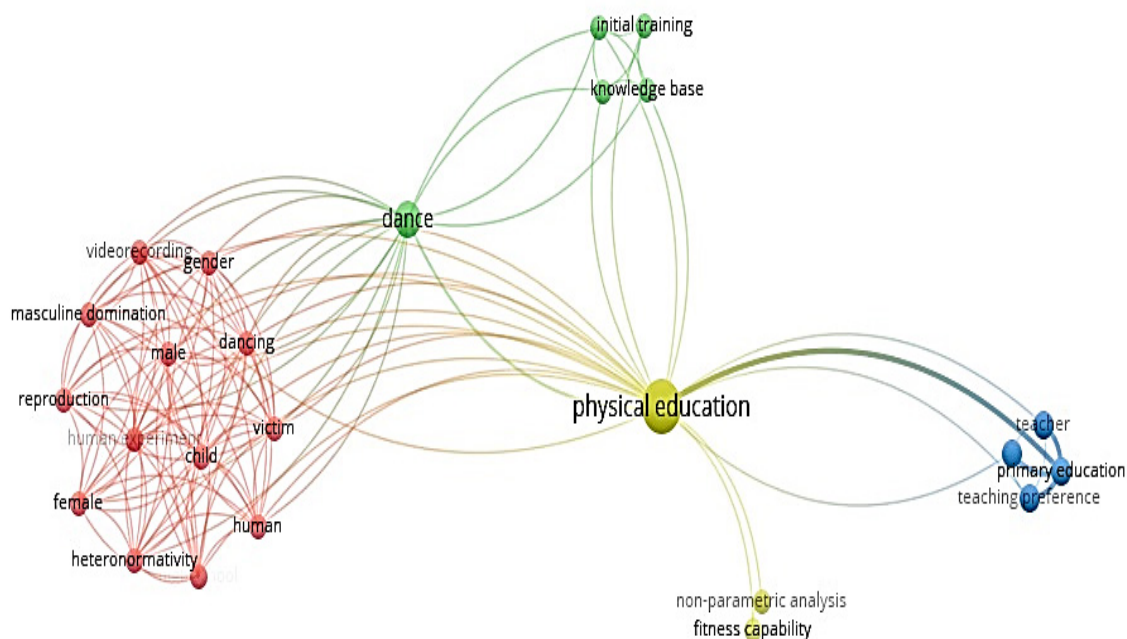 initial training
knowledge base
dance
videorecording
gender
masculine domination
male
dancing
reproduction
victim
human experiment
child
female
human
heteronormativity
physical education
teacher
primary education
teaching preference
non-parametric analysis
fitness capability